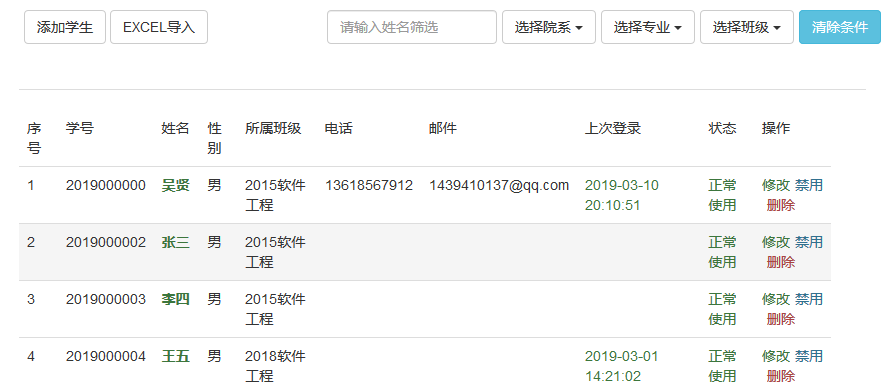 添加学生 EXCEL导入 请输入姓名筛选 选择院系 选择专业 选择班级 清除条件
序号 学号 姓名 性别 所属班级 电话 邮件 上次登录 状态 操作
1 2019000000 吴贤 男 2015软件工程 13618567912 1439410137@qq.com 2019-03-10 20:10:51 正常使用 修改 禁用 删除
2 2019000002 张三 男 2015软件工程 正常使用 修改 禁用 删除
3 2019000003 李四 男 2015软件工程 正常使用 修改 禁用 删除
4 2019000004 王五 男 2018软件工程 2019-03-01 14:21:02 正常使用 修改 禁用 删除